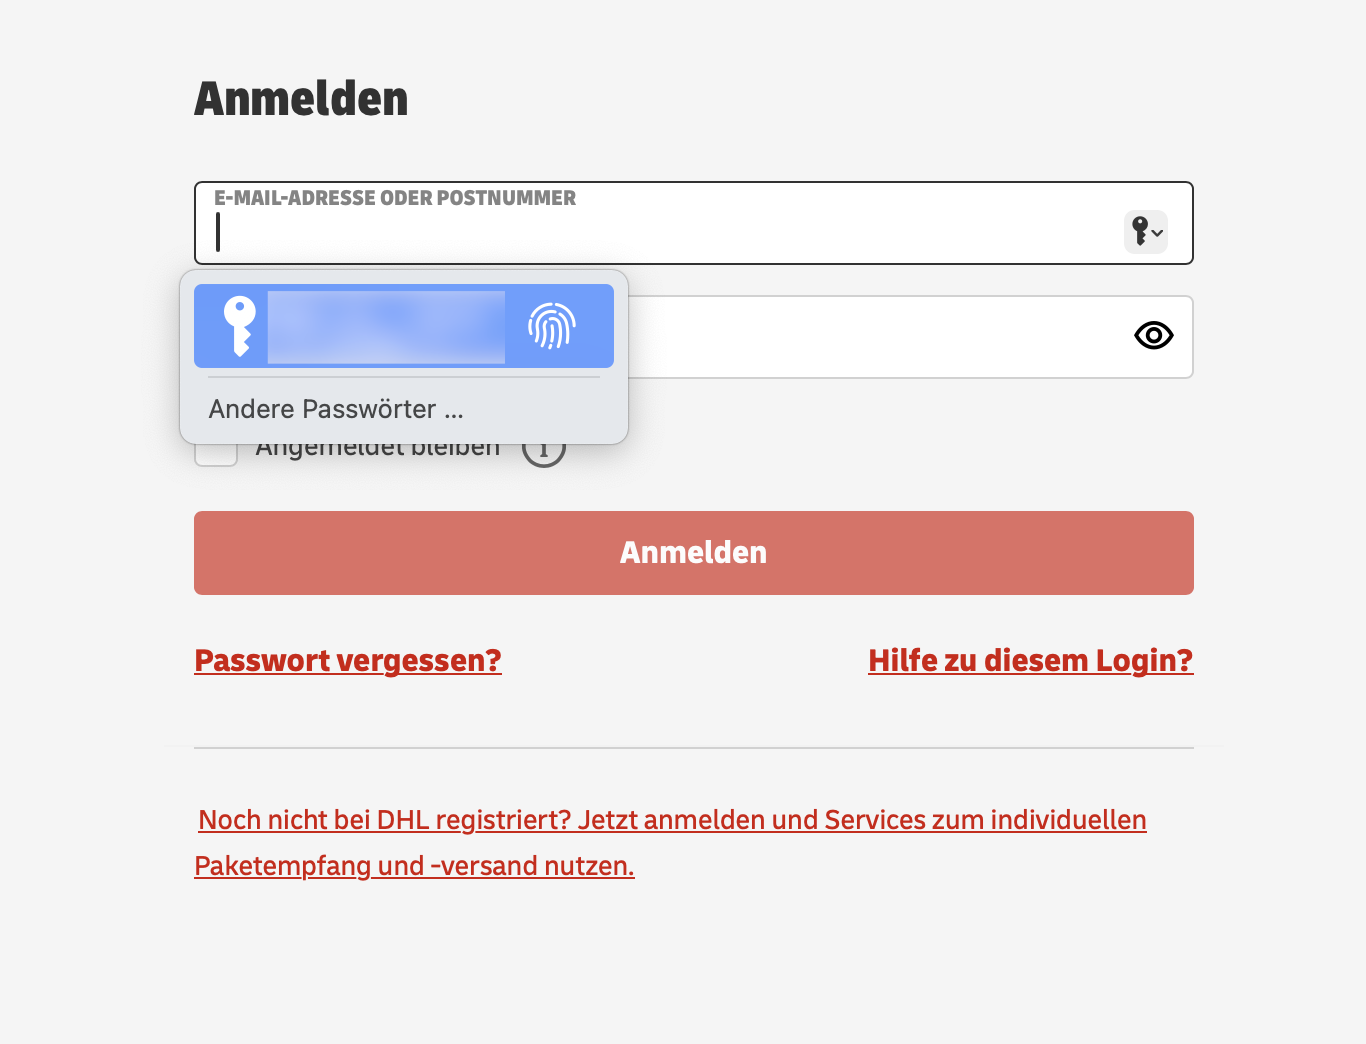 Anmelden
E-MAIL-ADRESSE ODER POSTNUMMER
Andere Passwörter ...
Angemeldet bleiben
Anmelden
Passwort vergessen?
Hilfe zu diesem Login?
Noch nicht bei DHL registriert? Jetzt anmelden und Services zum individuellen
Paketempfang und -versand nutzen.